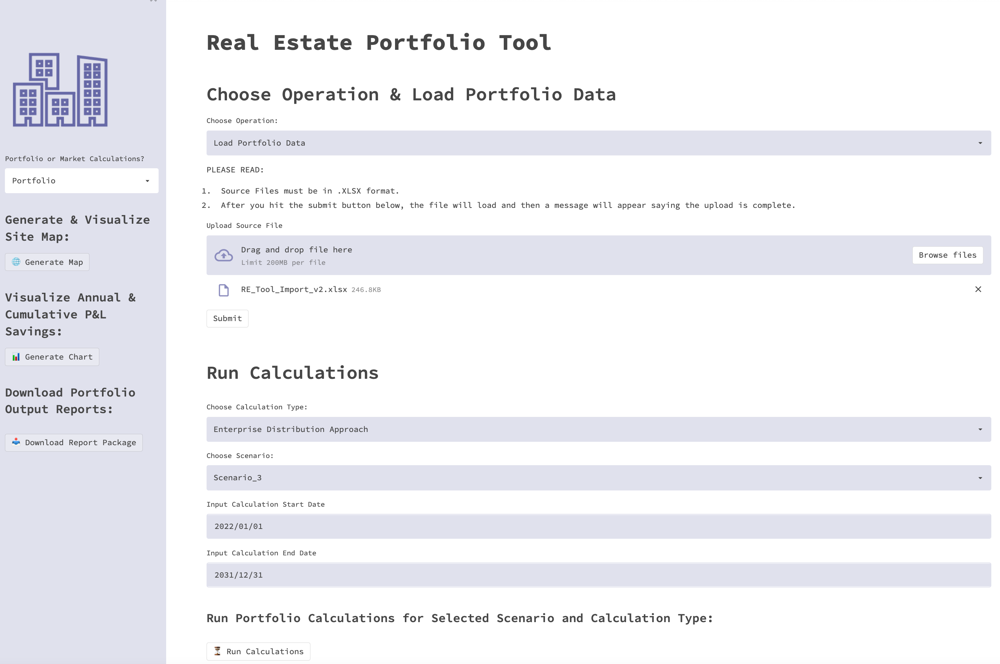 Portfolio or Market Calculations?
Portfolio
Generate & Visualize
Site Map:
Generate Map
Visualize Annual &
Cumulative P&L
Savings:
Generate Chart
Download Portfolio
Output Reports:
Download Report Package
Real Estate Portfolio Tool
Choose Operation & Load Portfolio Data
Choose Operation:
Load Portfolio Data
PLEASE READ:
1. Source Files must be in .XLSX format.
2. After you hit the submit button below, the file will load and then a message will appear saying the upload is complete.
Upload Source File
Drag and drop file here
Limit 200MB per file
Browse files
RE_Tool_Import_v2.xlsx 246.8KB
Submit
Run Calculations
Choose Calculation Type:
Enterprise Distribution Approach
Choose Scenario:
Scenario_3
Input Calculation Start Date
2022/01/01
Input Calculation End Date
2031/12/31
Run Portfolio Calculations for Selected Scenario and Calculation Type:
Run Calculations